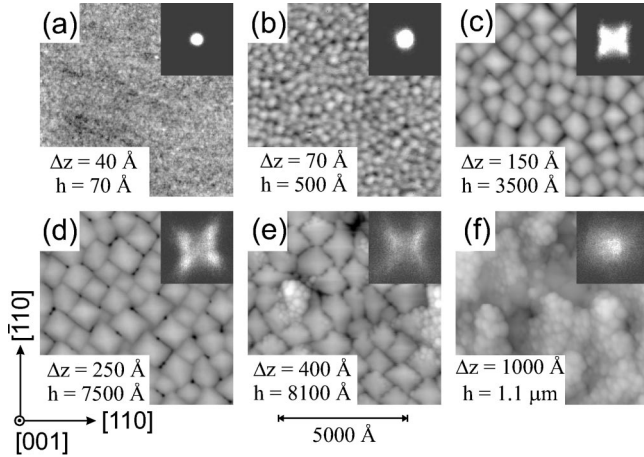 (a)
Δz = 40 Å
h = 70 Å
(b)
Δz = 70 Å
h = 500 Å
(c)
Δz = 150 Å
h = 3500 Å
(d)
Δz = 250 Å
h = 7500 Å
(e)
Δz = 400 Å
h = 8100 Å
(f)
Δz = 1000 Å
h = 1.1 μm
[1̄10]
[110]
[001]
5000 Å